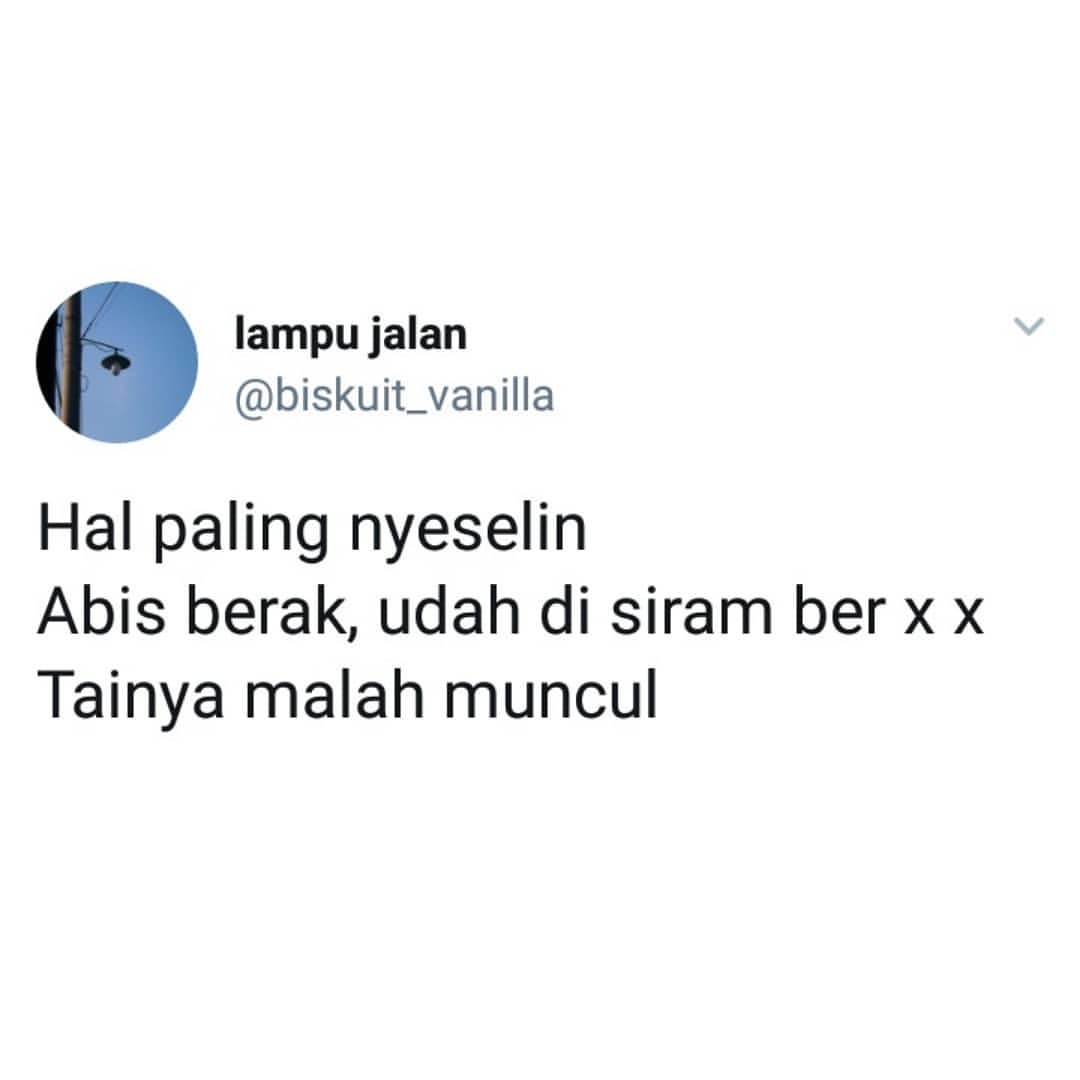 lampu jalan
@biskuit_vanilla
Hal paling nyeselin
Abis berak, udah di siram ber x x
Tainya malah muncul